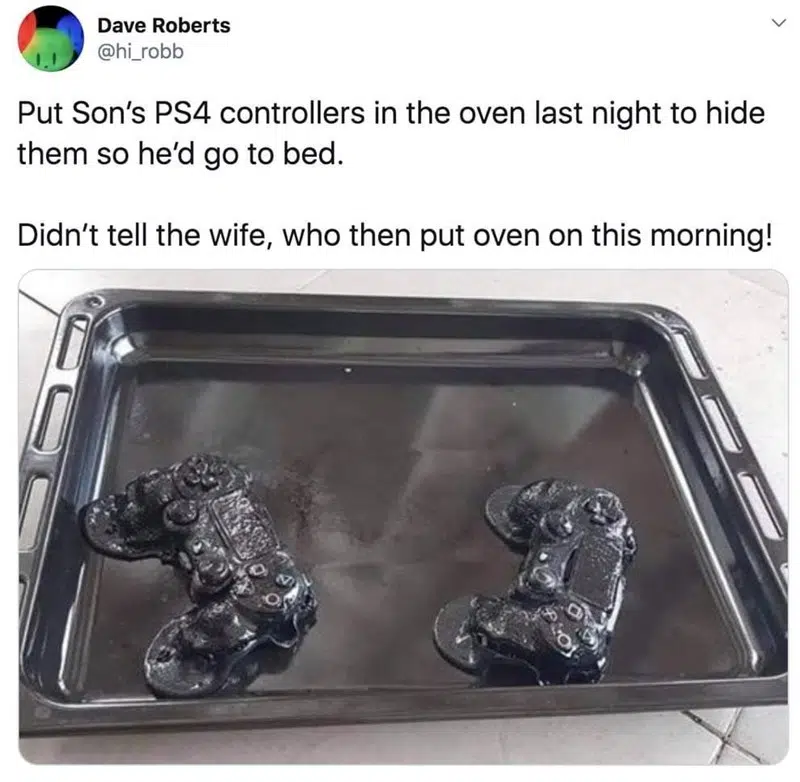 Dave Roberts
@hi_robb
Put Son’s PS4 controllers in the oven last night to hide
them so he’d go to bed.
Didn’t tell the wife, who then put oven on this morning!